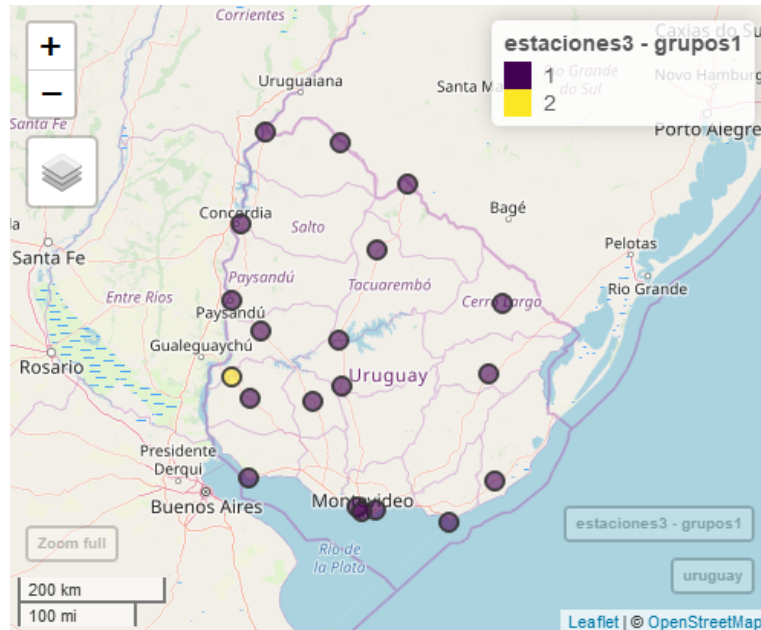 Corrientes
+
−
estaciones3 - grupos1
1
2
Caxias do Su
Uruguaiana
Santa Ma
Rio Grande
do Sul
Novo Hamburg
Santa Fe
Porto Alegre
Concordia
Salto
Bagé
la
Santa Fe
Pelotas
Paysandú
Tacuarembó
Entre Ríos
Cerro Largo
Rio Grande
Paysandú
Gualeguaychú
Rosario
Uruguay
Presidente
Derqui
Buenos Aires
Montevideo
estaciones3 - grupos1
Zoom full
Río de
la Plata
uruguay
200 km
100 mi
Leaflet | © OpenStreetMap